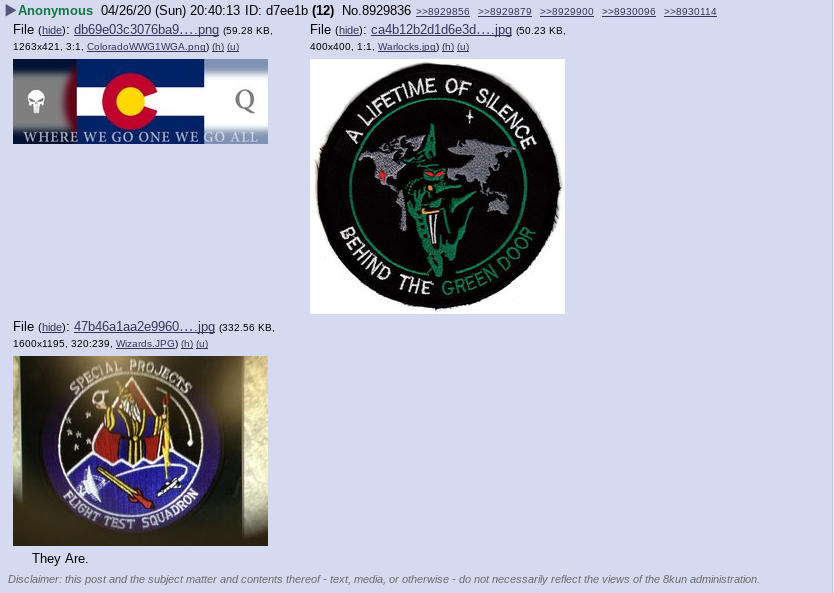 ▶Anonymous 04/26/20 (Sun) 20:40:13 ID: d7ee1b (12) No.8929836 >>8929856 >>8929879 >>8929900 >>8930096 >>8930114
File (hide): db69e03c3076ba9….png (59.28 KB,
1263x421, 3:1, ColoradoWWG1WGA.png) (h) (u)
Q
WHERE WE GO ONE WE GO ALL
File (hide): ca4b12b2d1d6e3d….jpg (50.23 KB,
400x400, 1:1, Warlocks.jpg) (h) (u)
A LIFETIME OF SILENCE
BEHIND THE GREEN DOOR
File (hide): 47b46a1aa2e9960….jpg (332.56 KB,
1600x1195, 320:239, Wizards.JPG) (h) (u)
SPECIAL PROJECTS
FLIGHT TEST SQUADRON
They Are.
Disclaimer: this post and the subject matter and contents thereof - text, media, or otherwise - do not necessarily reflect the views of the 8kun administration.